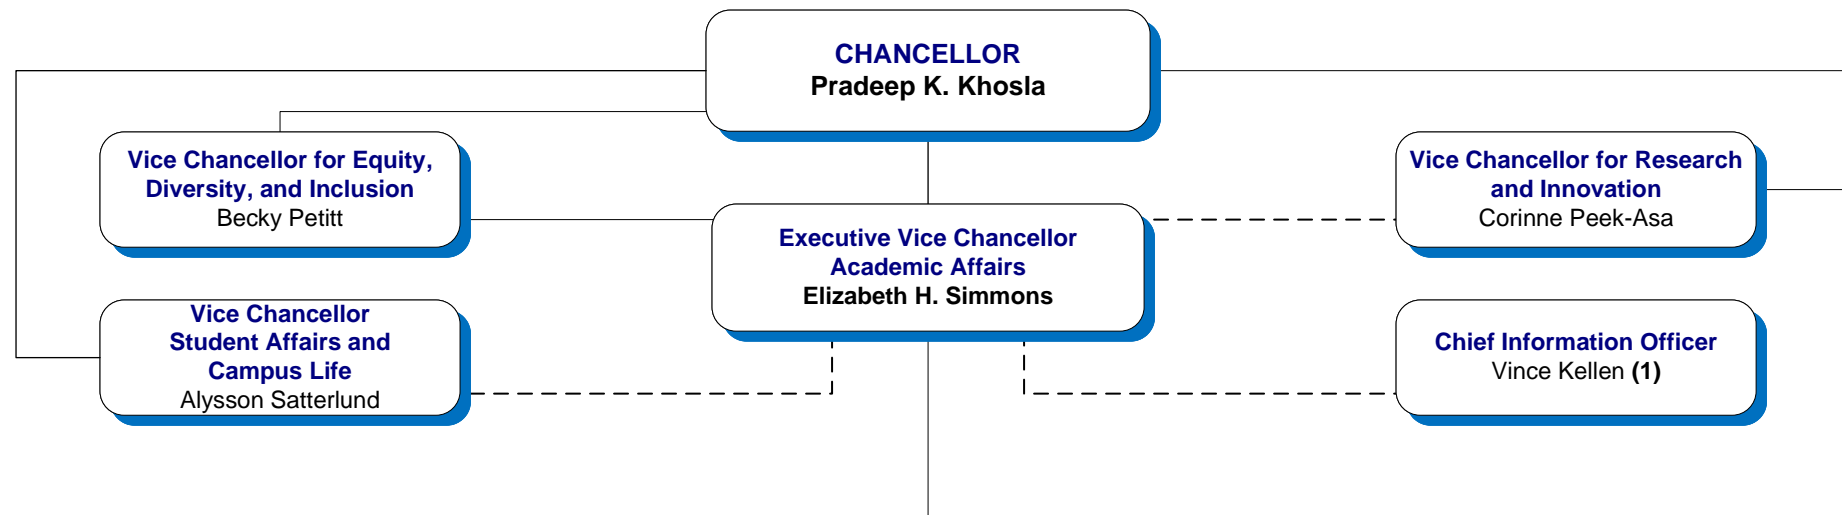 CHANCELLOR
Pradeep K. Khosla
Vice Chancellor for Equity,
Diversity, and Inclusion
Becky Petitt
Vice Chancellor for Research
and Innovation
Corinne Peek-Asa
Executive Vice Chancellor
Academic Affairs
Elizabeth H. Simmons
Vice Chancellor
Student Affairs and
Campus Life
Alysson Satterlund
Chief Information Officer
Vince Kellen (1)